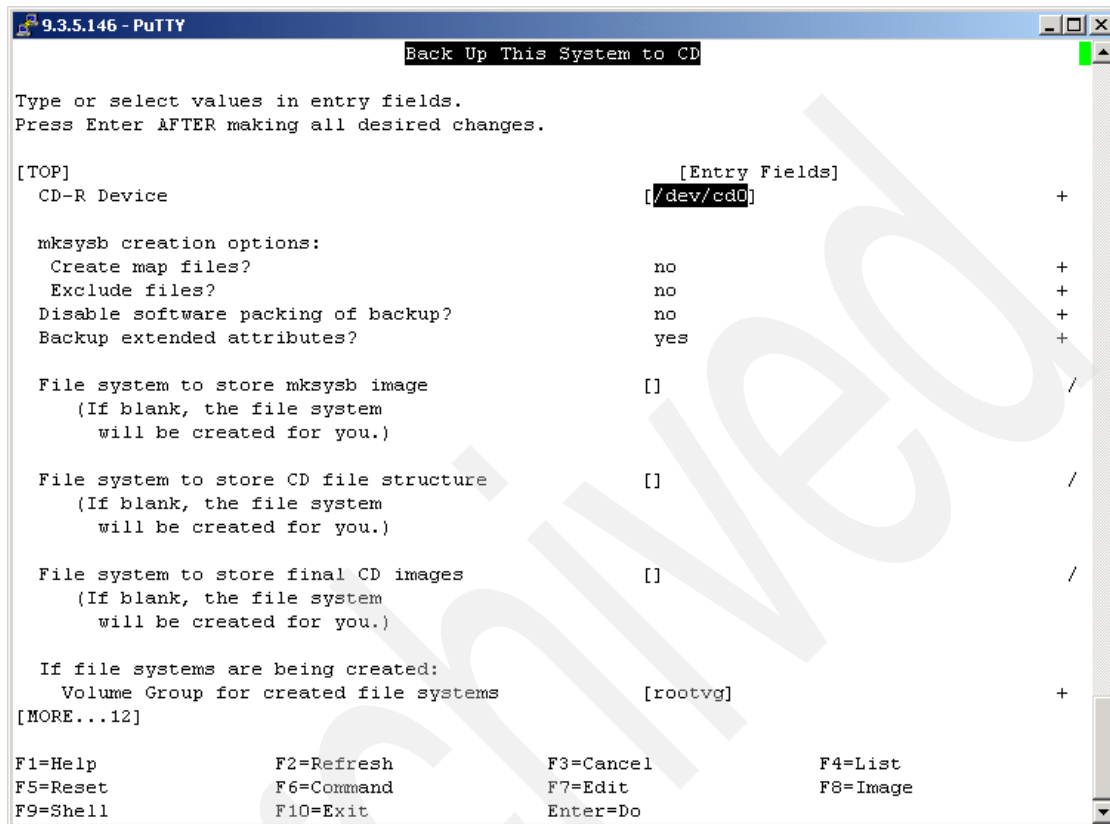 9.3.5.146 - PuTTY
Back Up This System to CD
Type or select values in entry fields.
Press Enter AFTER making all desired changes.
[TOP] [Entry Fields]
CD-R Device [/dev/cd0] +
mksysb creation options:
Create map files? no +
Exclude files? no +
Disable software packing of backup? no +
Backup extended attributes? yes +
File system to store mksysb image [] /
(If blank, the file system
will be created for you.)
File system to store CD file structure [] /
(If blank, the file system
will be created for you.)
File system to store final CD images [] /
(If blank, the file system
will be created for you.)
If file systems are being created:
Volume Group for created file systems [rootvg] +
[MORE...12]
F1=Help F2=Refresh F3=Cancel F4=List
F5=Reset F6=Command F7=Edit F8=Image
F9=Shell F10=Exit Enter=Do
chived